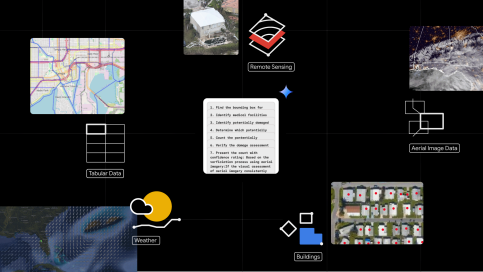 Remote Sensing
1. Find the bounding box for
2. Identify medical facilities
3. Identify potentially damaged
4. Determine which potentially
5. Count the potentially
6. Verify the damage assessment
7. Present the count with
confidence rating: Based on the
verification process using aerial
imagery:If the visual assessment
of aerial imagery consistently
Aerial Image Data
Tabular Data
Weather
Buildings